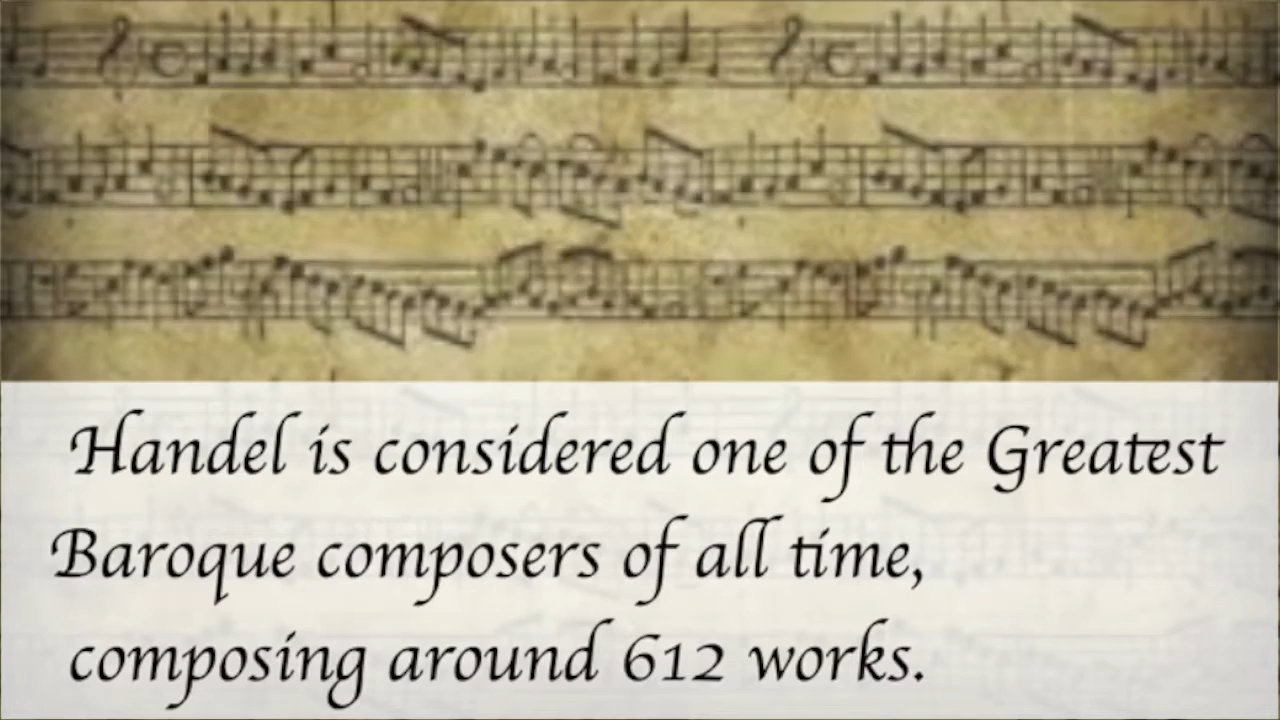 Handel is considered one of the Greatest
Baroque composers of all time,
composing around 612 works.